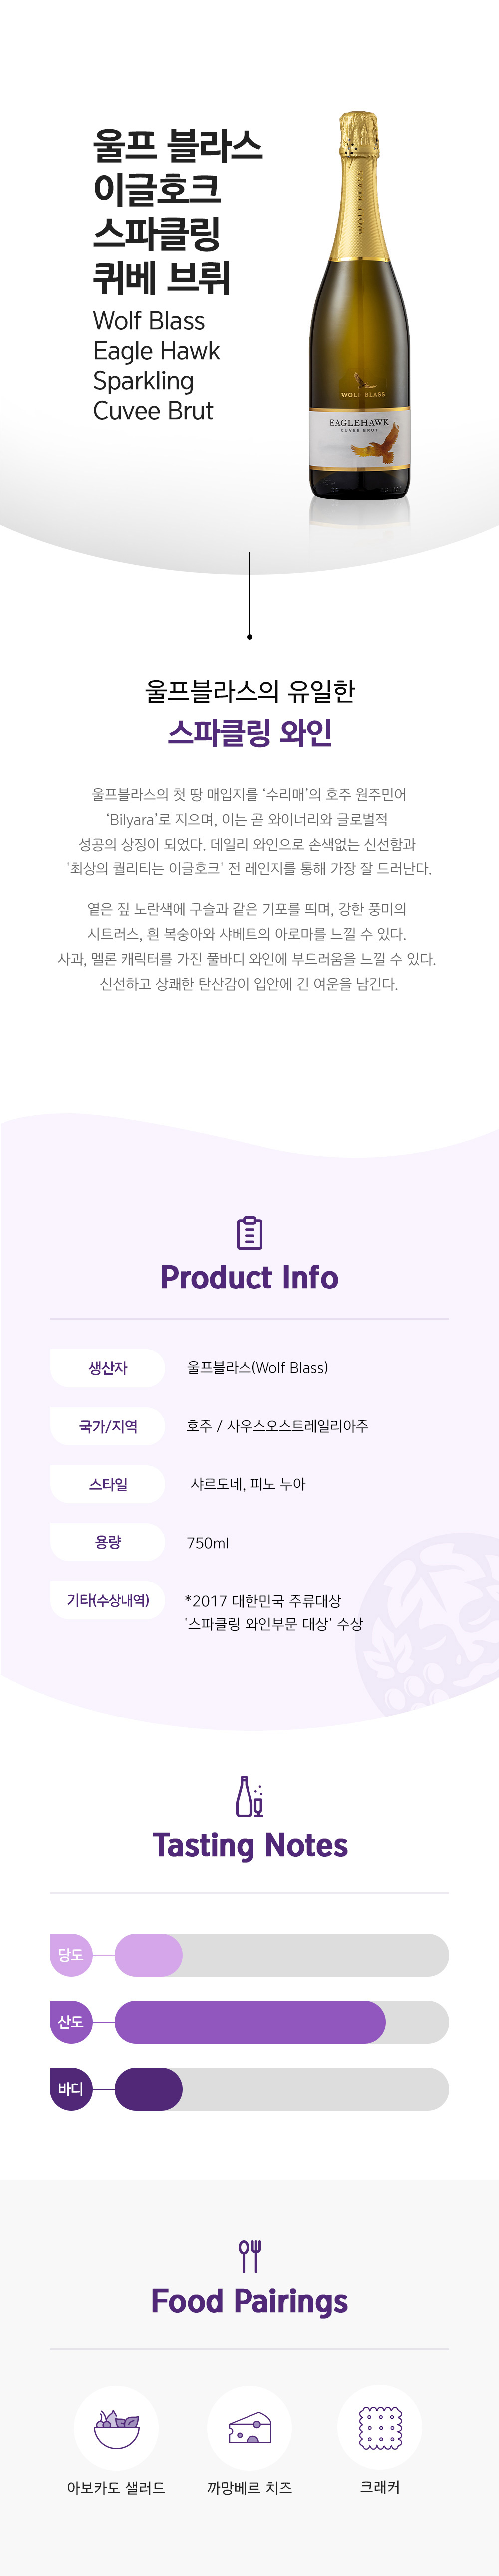 울프 블라스
이글호크
스파클링
퀴베 브뤼
Wolf Blass
Eagle Hawk
Sparkling
Cuvee Brut
WOLF BLASS
WOLF BLASS
EAGLEHAWK
CUVÉE BRUT
울프블라스의 유일한
스파클링 와인
울프블라스의 첫 땅 매입지를 ‘수리매’의 호주 원주민어
‘Bilyara’로 지으며, 이는 곧 와이너리와 글로벌적
성공의 상징이 되었다. 데일리 와인으로 손색없는 신선함과
'최상의 퀄리티는 이글호크' 전 레인지를 통해 가장 잘 드러난다.
옅은 짚 노란색에 구슬과 같은 기포를 띄며, 강한 풍미의
시트러스, 흰 복숭아와 샤베트의 아로마를 느낄 수 있다.
사과, 멜론 캐릭터를 가진 풀바디 와인에 부드러움을 느낄 수 있다.
신선하고 상쾌한 탄산감이 입안에 긴 여운을 남긴다.
Product Info
생산자 울프블라스(Wolf Blass)
국가/지역 호주 / 사우스오스트레일리아주
스타일 샤르도네, 피노 누아
용량 750ml
기타(수상내역) *2017 대한민국 주류대상
'스파클링 와인부문 대상' 수상
Tasting Notes
당도
산도
바디
Food Pairings
아보카도 샐러드 까망베르 치즈 크래커